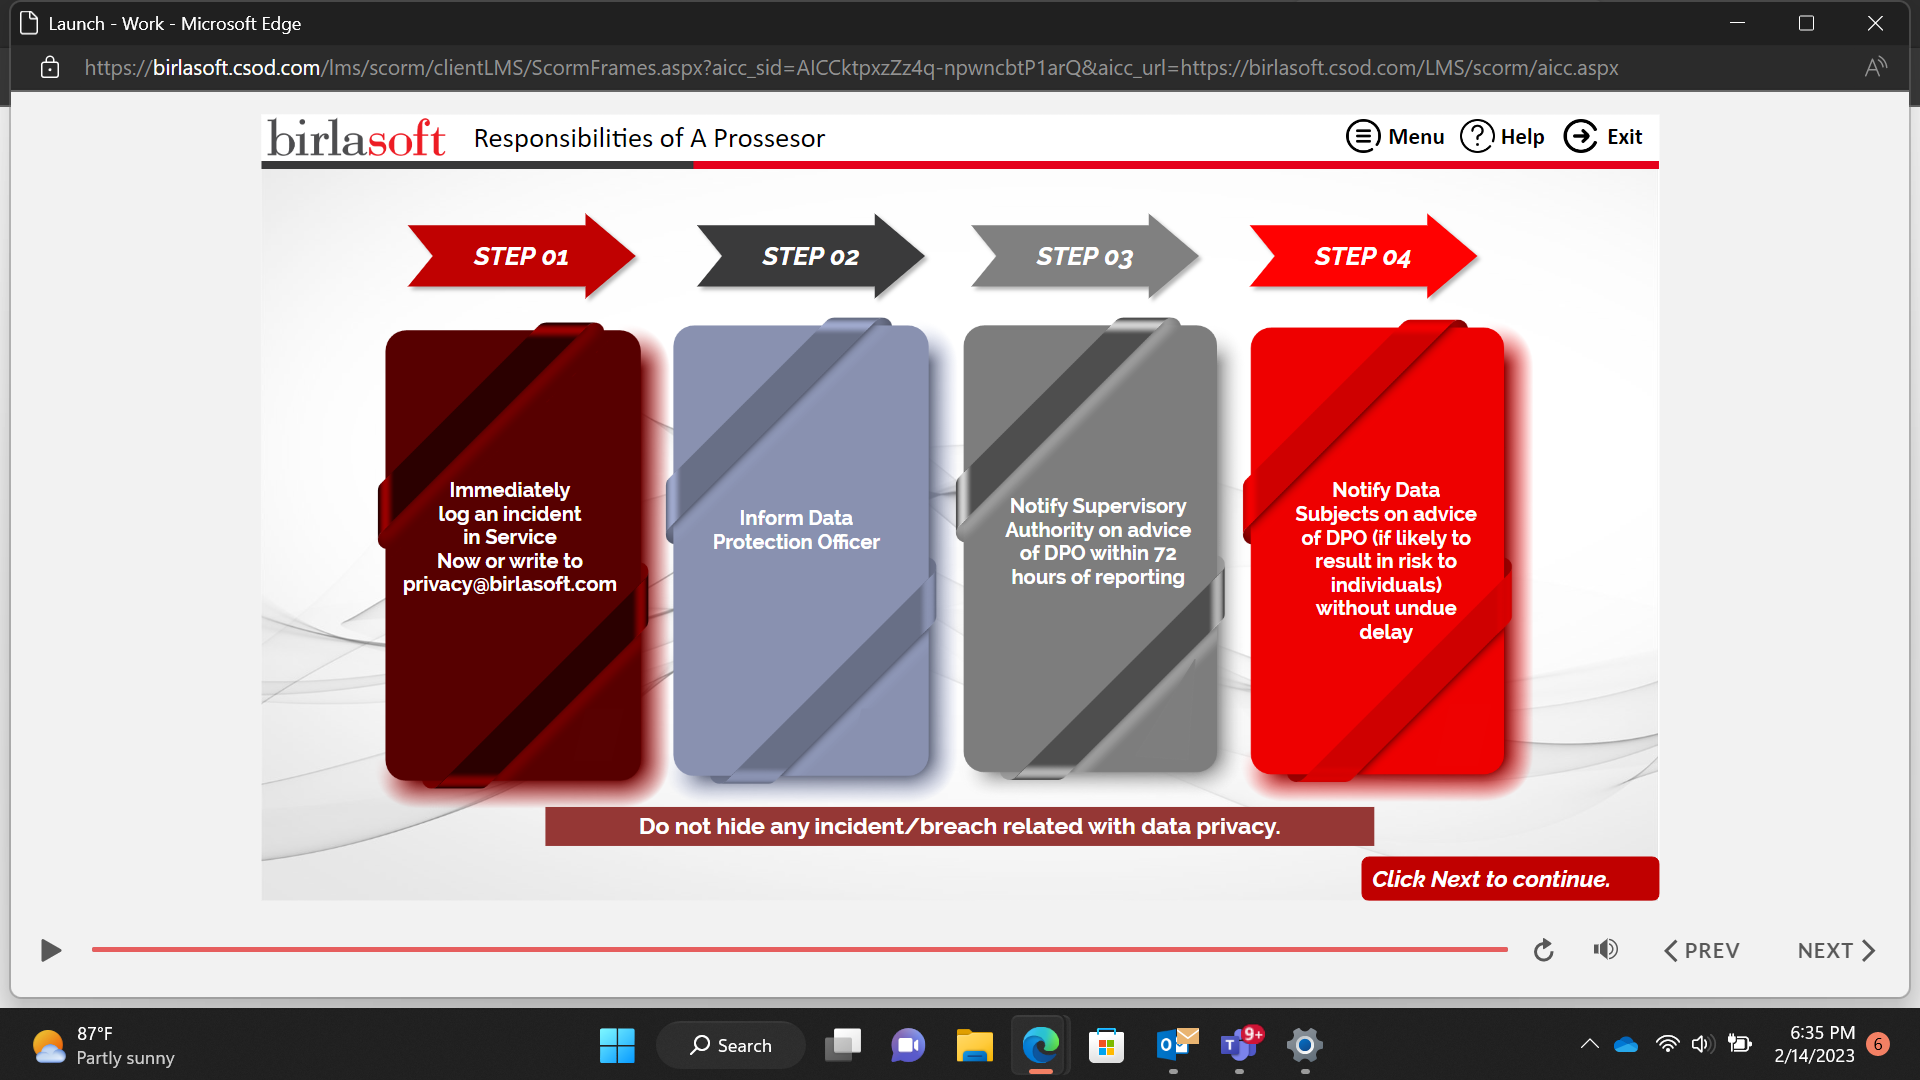 Launch - Work - Microsoft Edge
https://birlasoft.csod.com/lms/scorm/clientLMS/ScormFrames.aspx?aicc_sid=AICCktpxzZz4q-npwncbtP1arQ&aicc_url=https://birlasoft.csod.com/LMS/scorm/aicc.aspx
birlasoft Responsibilities of A Prossesor Menu Help Exit
STEP 01 STEP 02 STEP 03 STEP 04
Immediately
log an incident
in Service
Now or write to
privacy@birlasoft.com
Inform Data
Protection Officer
Notify Supervisory
Authority on advice
of DPO within 72
hours of reporting
Notify Data
Subjects on advice
of DPO (if likely to
result in risk to
individuals)
without undue
delay
Do not hide any incident/breach related with data privacy.
Click Next to continue.
PREV NEXT
87°F
Partly sunny
Search
9+
6:35 PM
2/14/2023
6